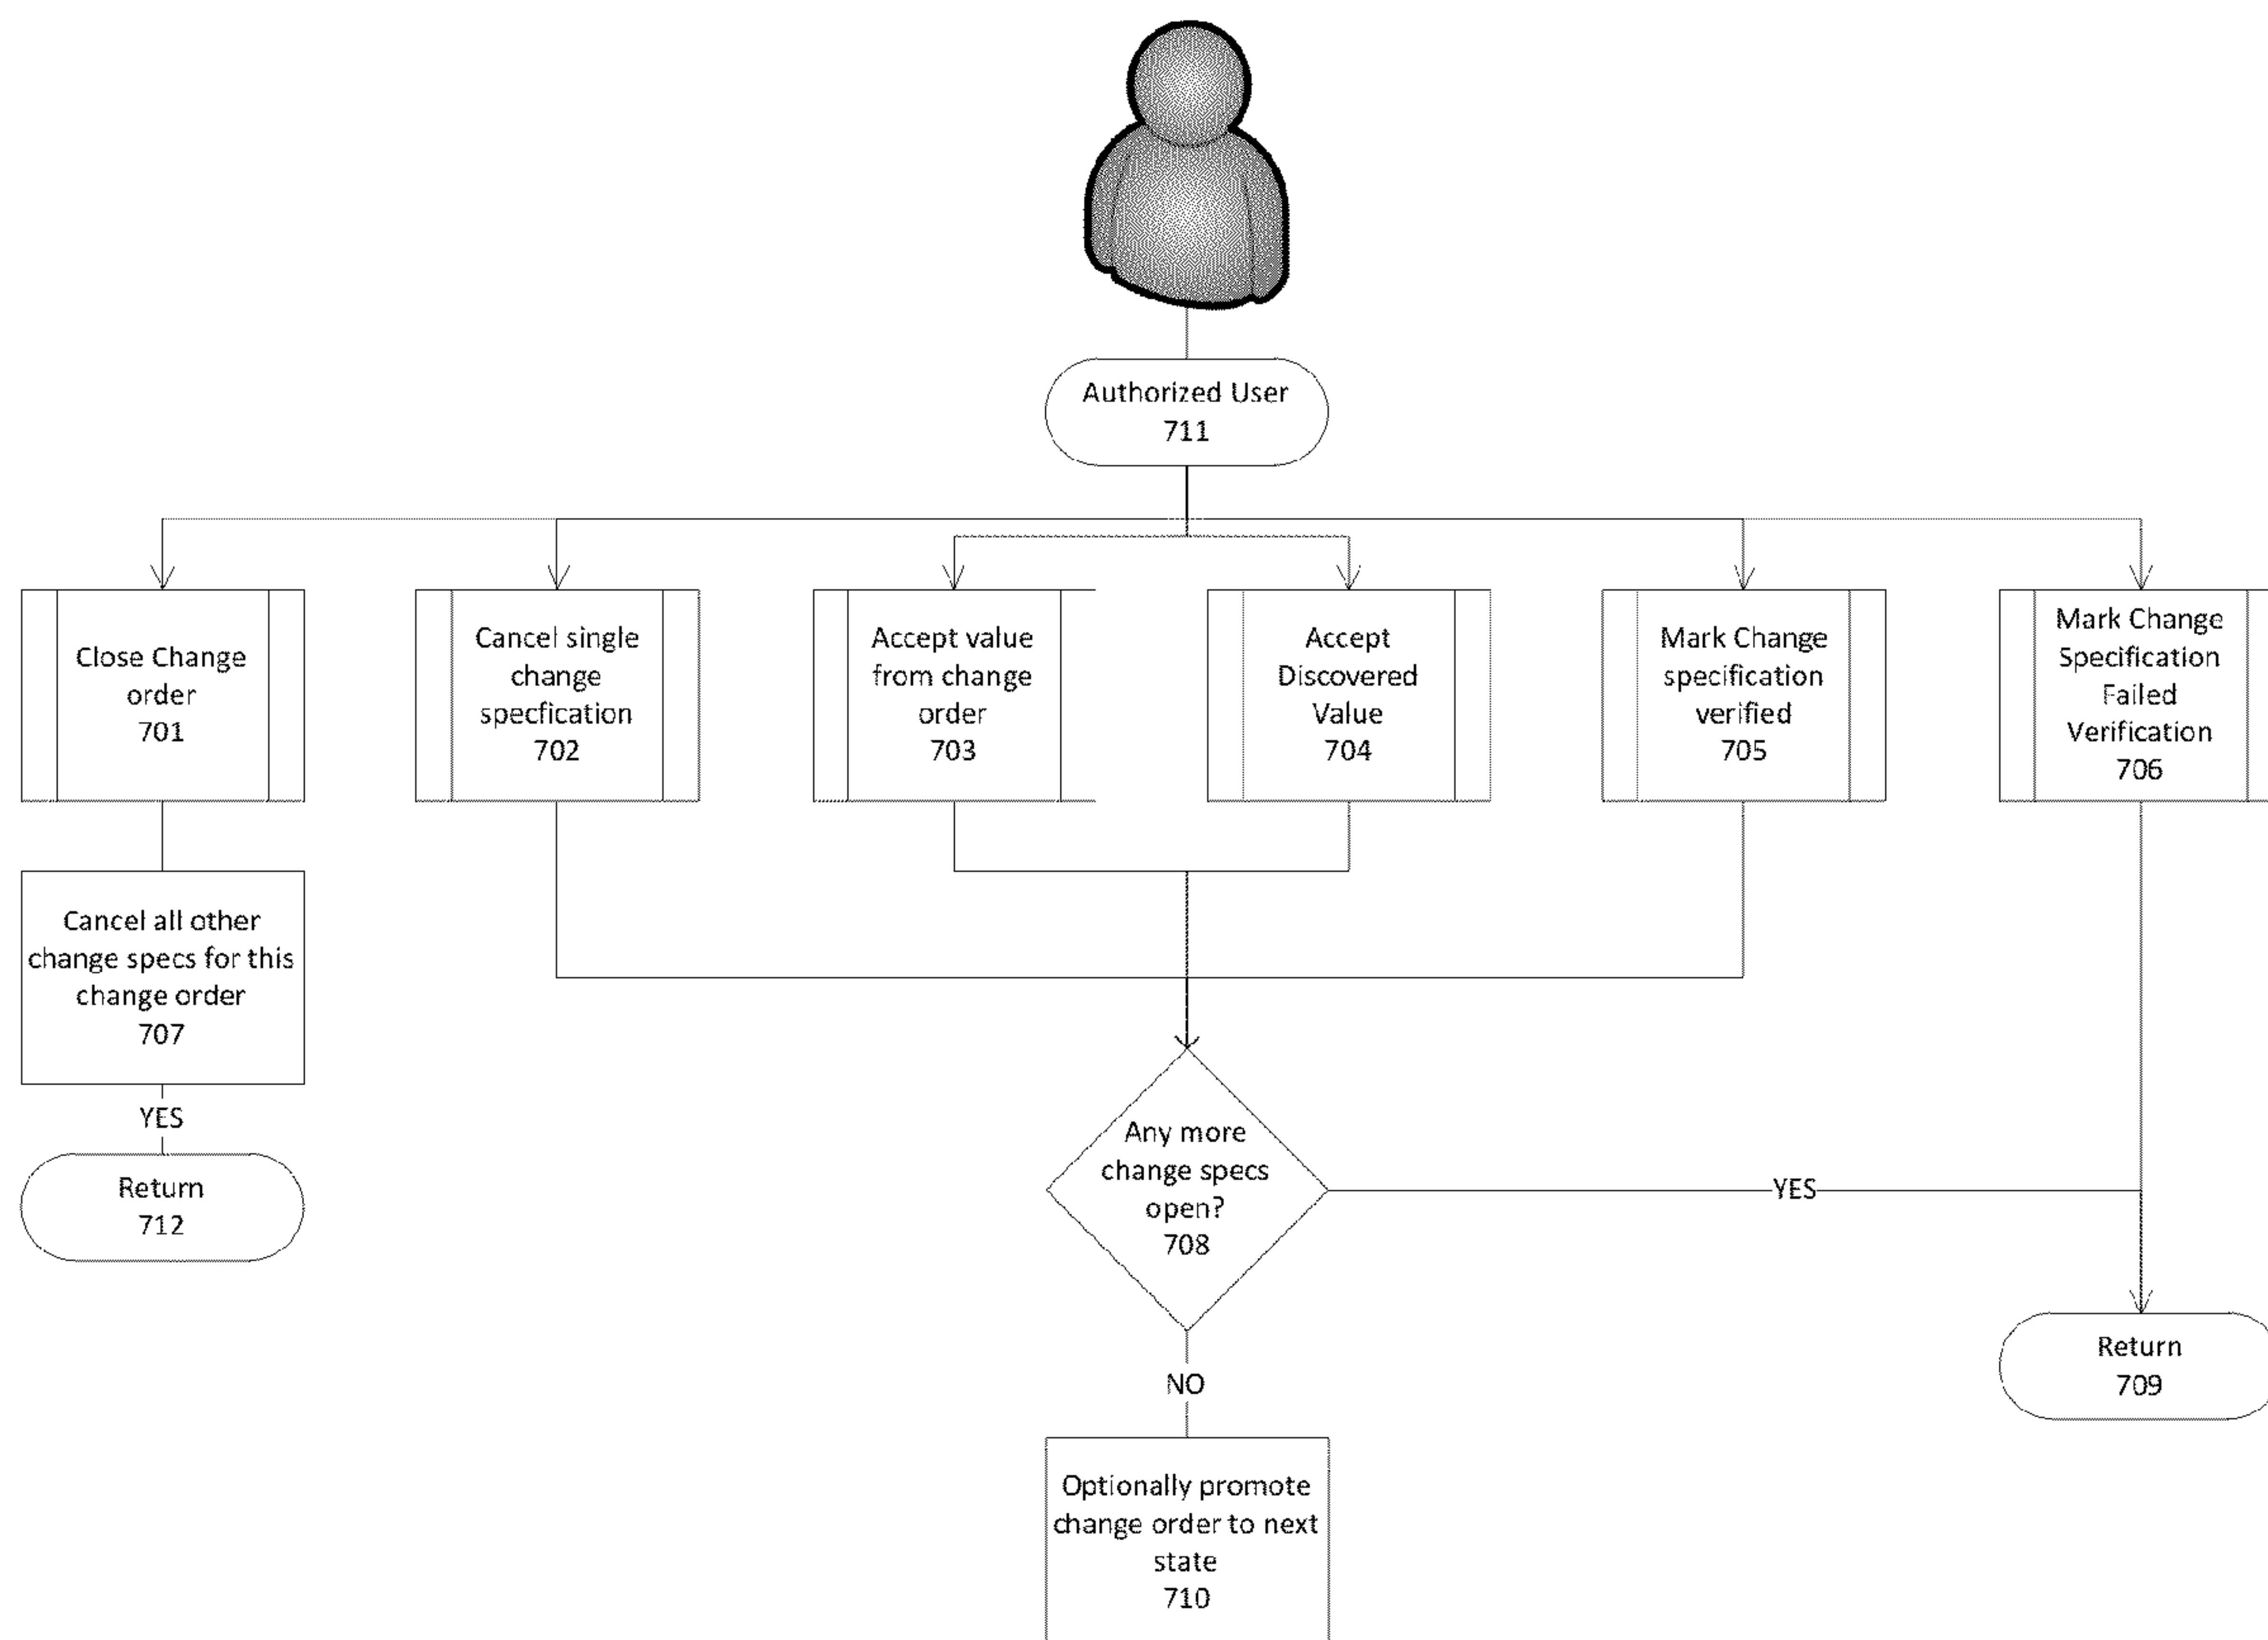 Authorized User
711
Close Change
order
701
Cancel single
change
specfication
702
Accept value
from change
order
703
Accept
Discovered
Value
704
Mark Change
specification
verified
705
Mark Change
Specification
Failed
Verification
706
Cancel all other
change specs for this
change order
707
YES
Return
712
Any more
change specs
open?
708
YES
Return
709
NO
Optionally promote
change order to next
state
710